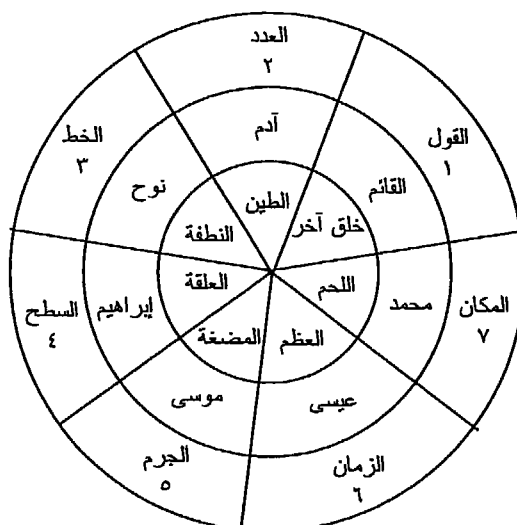 العدد
٢
القول
١
الخط
٣
آدم
القائم
نوح
الطين
خلق آخر
النطفة
العلقة
اللحم
المضغة
العظم
إبراهيم
محمد
السطح
٤
المكان
٧
موسى
عيسى
الجرم
٥
الزمان
٦